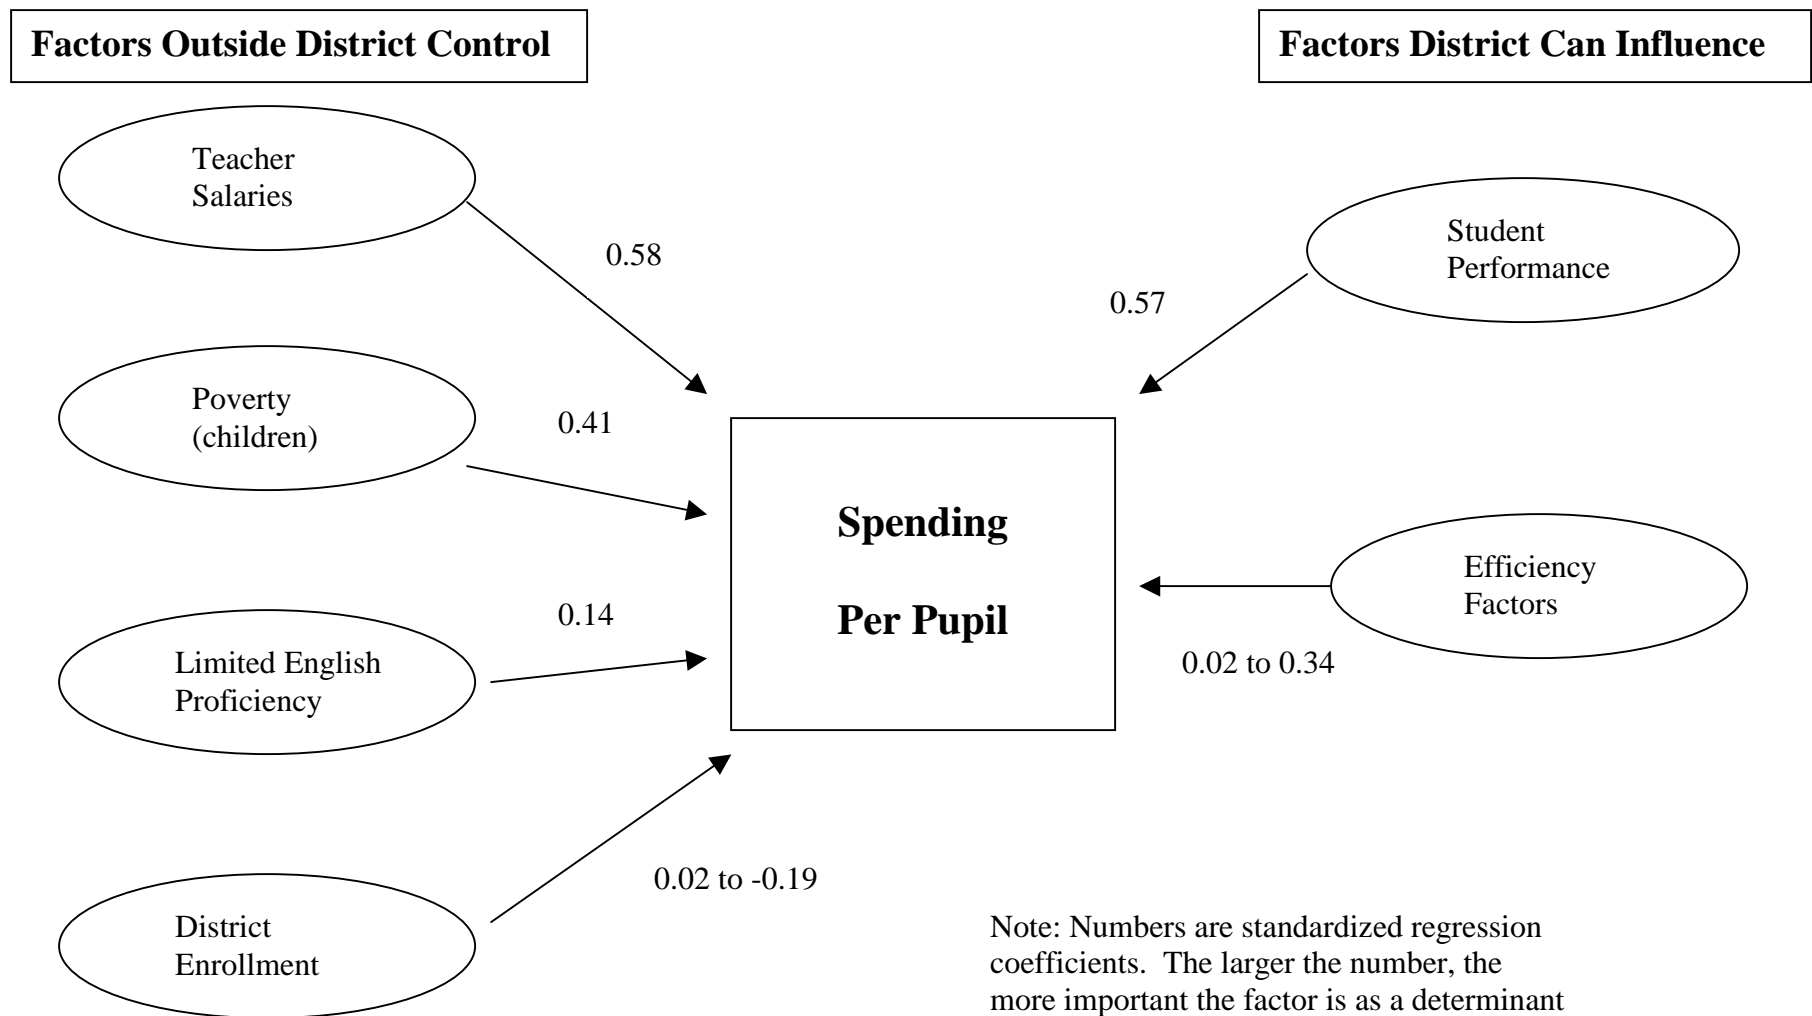 Factors Outside District Control
Factors District Can Influence
Teacher
Salaries
0.58
Student
Performance
0.57
Poverty
(children)
0.41
Spending
Per Pupil
Efficiency
Factors
0.02 to 0.34
Limited English
Proficiency
0.14
0.02 to -0.19
District
Enrollment
Note: Numbers are standardized regression
coefficients.  The larger the number, the
more important the factor is as a determinant